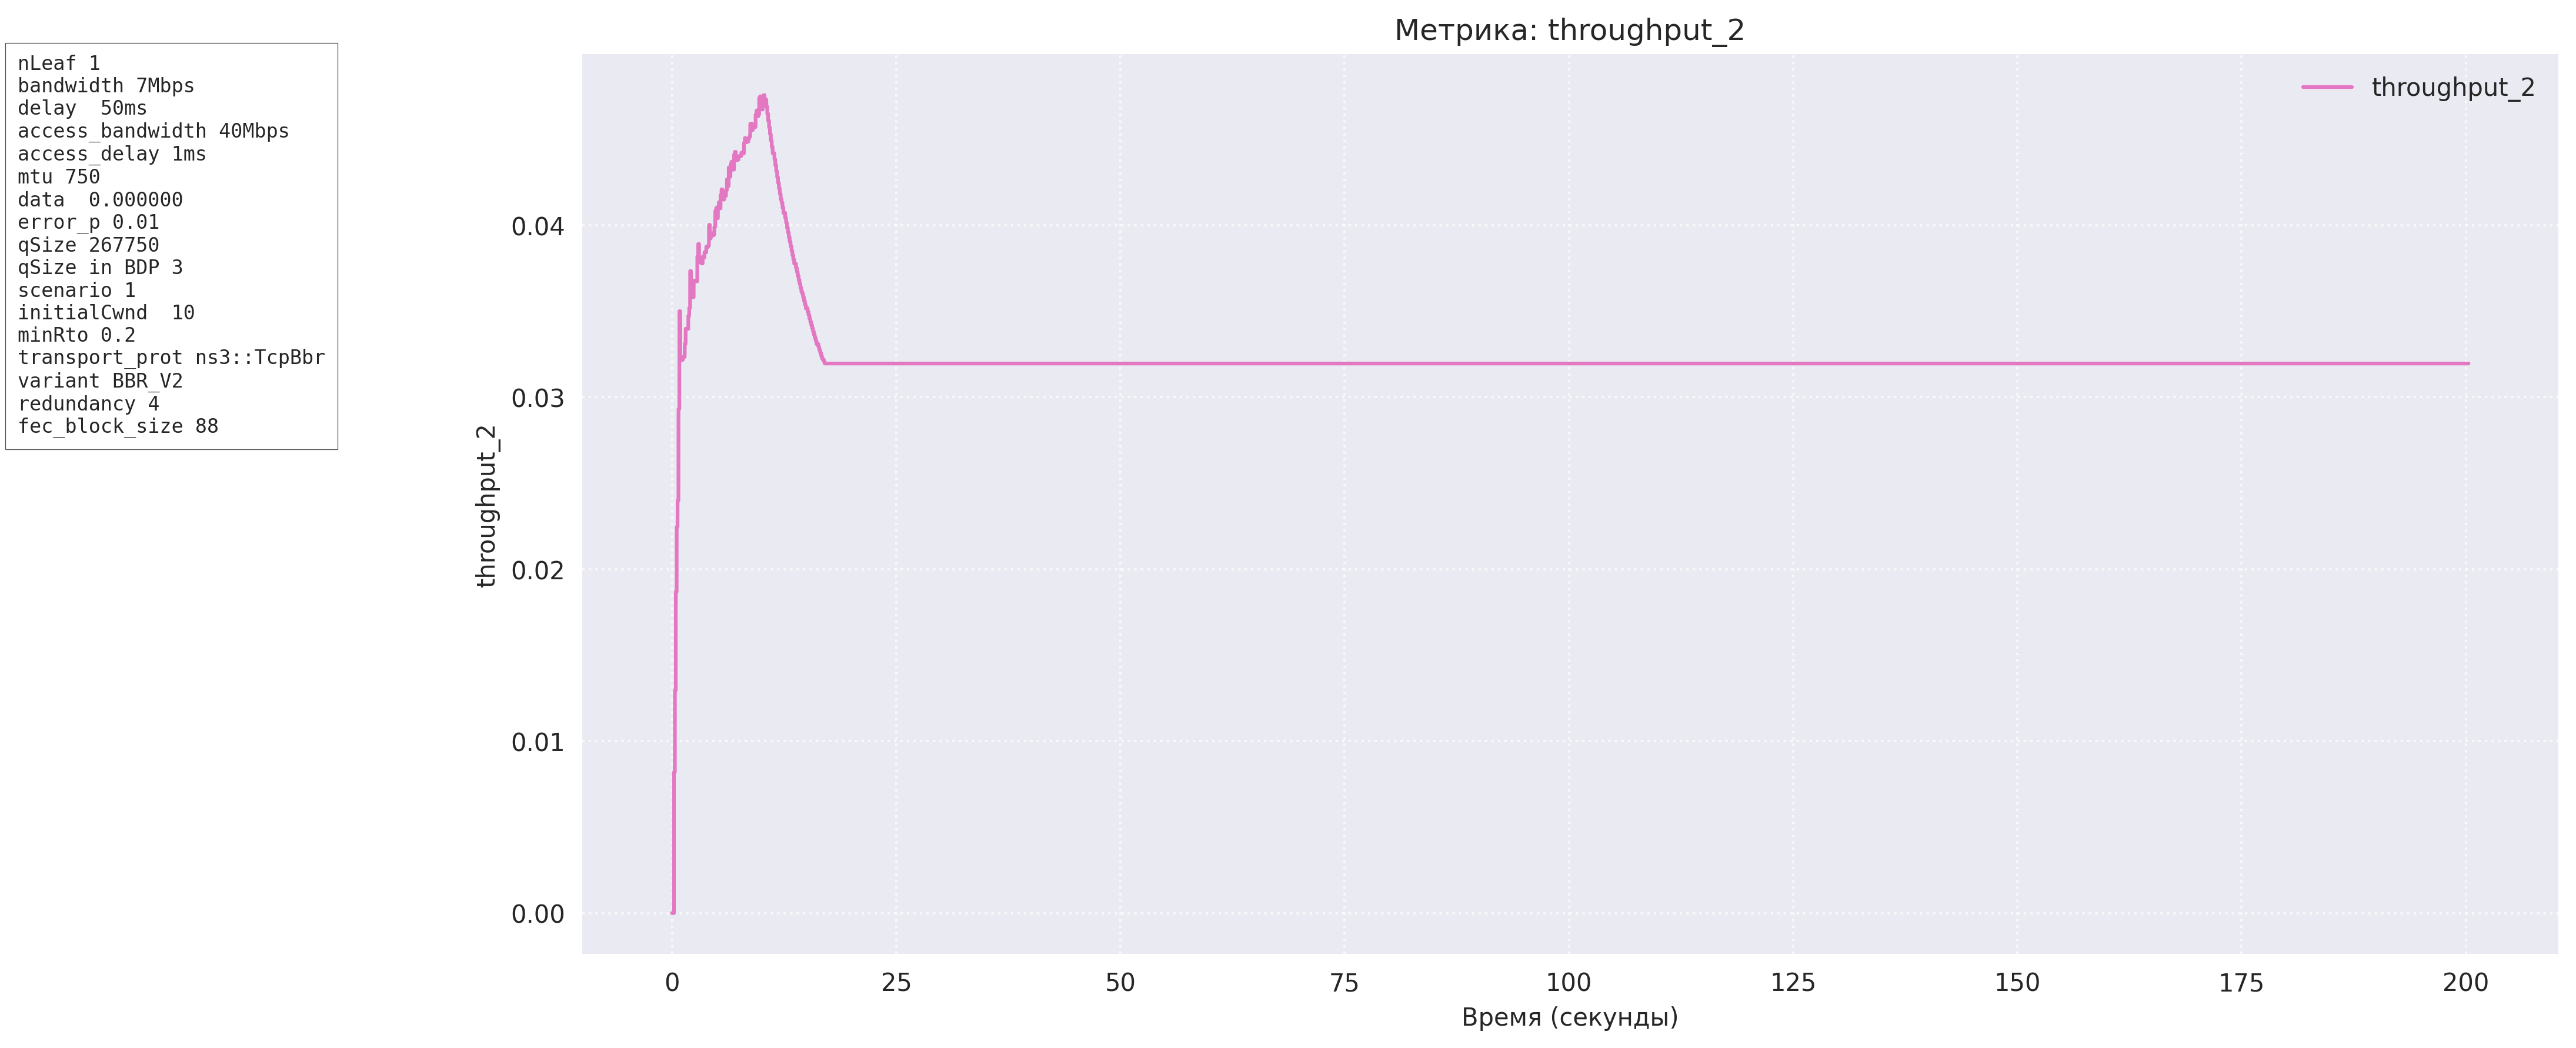 Метрика: throughput_2
nLeaf 1
bandwidth 7Mbps
delay  50ms
access_bandwidth 40Mbps
access_delay 1ms
mtu 750
data  0.000000
error_p 0.01
qSize 267750
qSize in BDP 3
scenario 1
initialCwnd  10
minRto 0.2
transport_prot ns3::TcpBbr
variant BBR_V2
redundancy 4
fec_block_size 88
throughput_2
throughput_2
0.04
0.03
0.02
0.01
0.00
0 25 50 75 100 125 150 175 200
Время (секунды)